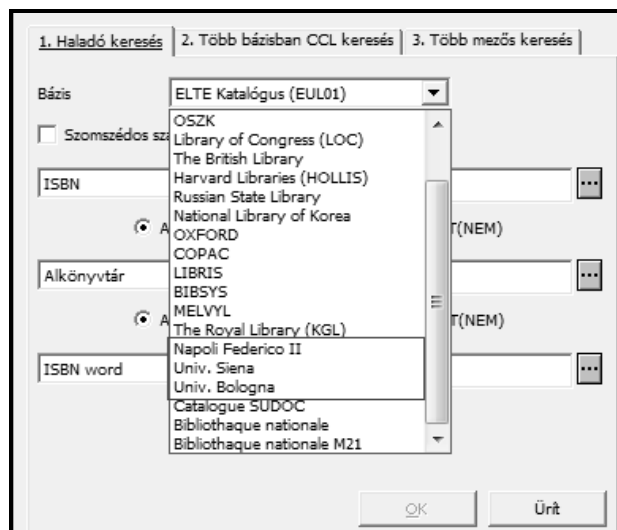 1. Haladó keresés 2. Több bázisban CCL keresés 3. Több mezős keresés
Bázis ELTE Katalógus (EUL01)
OSZK
Szomszédos
Library of Congress (LOC)
The British Library
Harvard Libraries (HOLLIS)
ISBN
Russian State Library
National Library of Korea
(NEM)
OXFORD
COPAC
Alkönyvtár
LIBRIS
BIBSYS
MELVYL
(NEM)
The Royal Library (KGL)
Napoli Federico II
ISBN word
Univ. Siena
Univ. Bologna
Catalogue SUDOC
Bibliothaque nationale
Bibliothaque nationale M21
OK Ürít